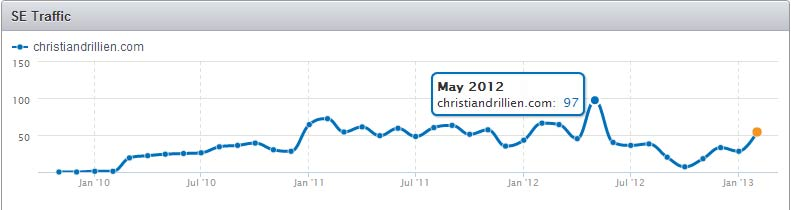 SE Traffic
christiandrillien.com
150
100
50
May 2012
christiandrillien.com: 97
Jan '10 Jul '10 Jan '11 Jul '11 Jan '12 Jul '12 Jan '13